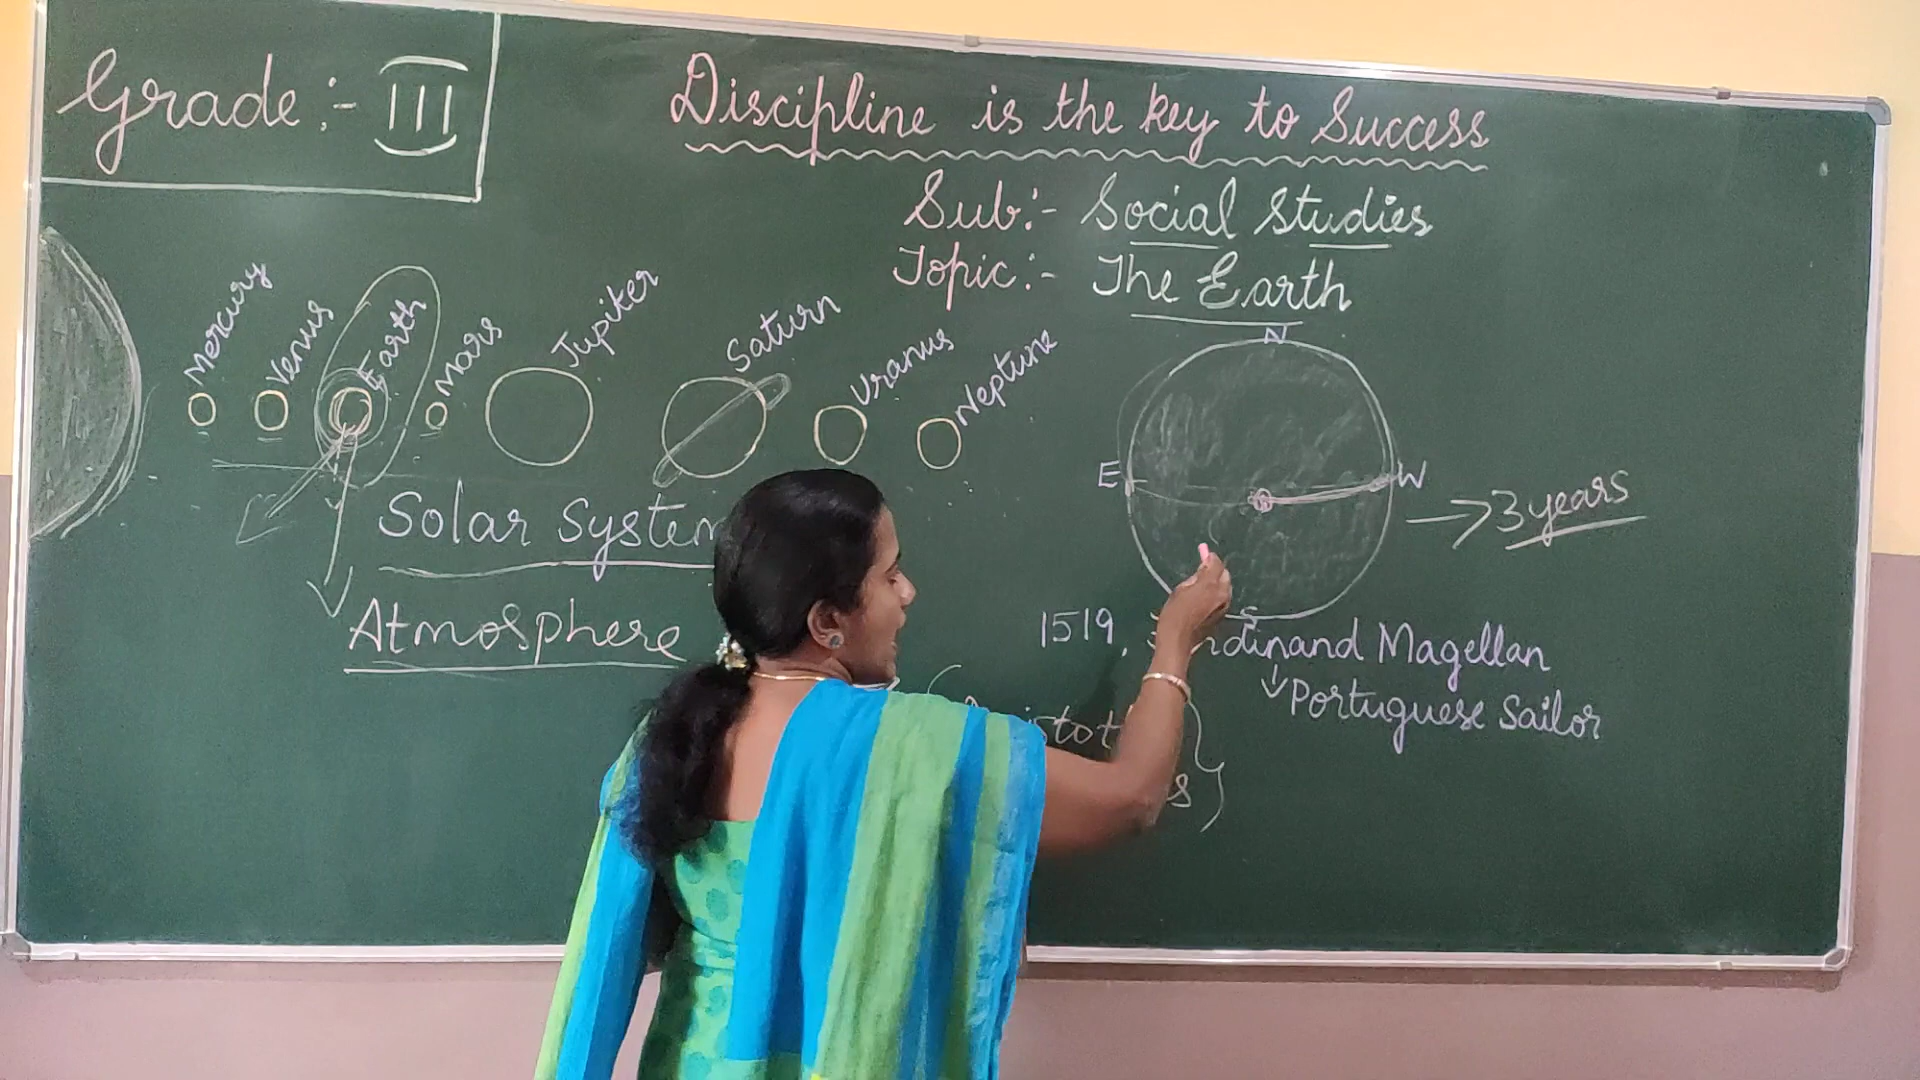 Grade :- III
Discipline is the key to Success
Sub:- Social Studies
Topic:- The Earth
Mercury
Venus
Earth
Mars
Jupiter
Saturn
Uranus
Neptune
N
E
W
S
3 years
Solar System
Atmosphere
1519, Ferdinand Magellan
Portuguese Sailor